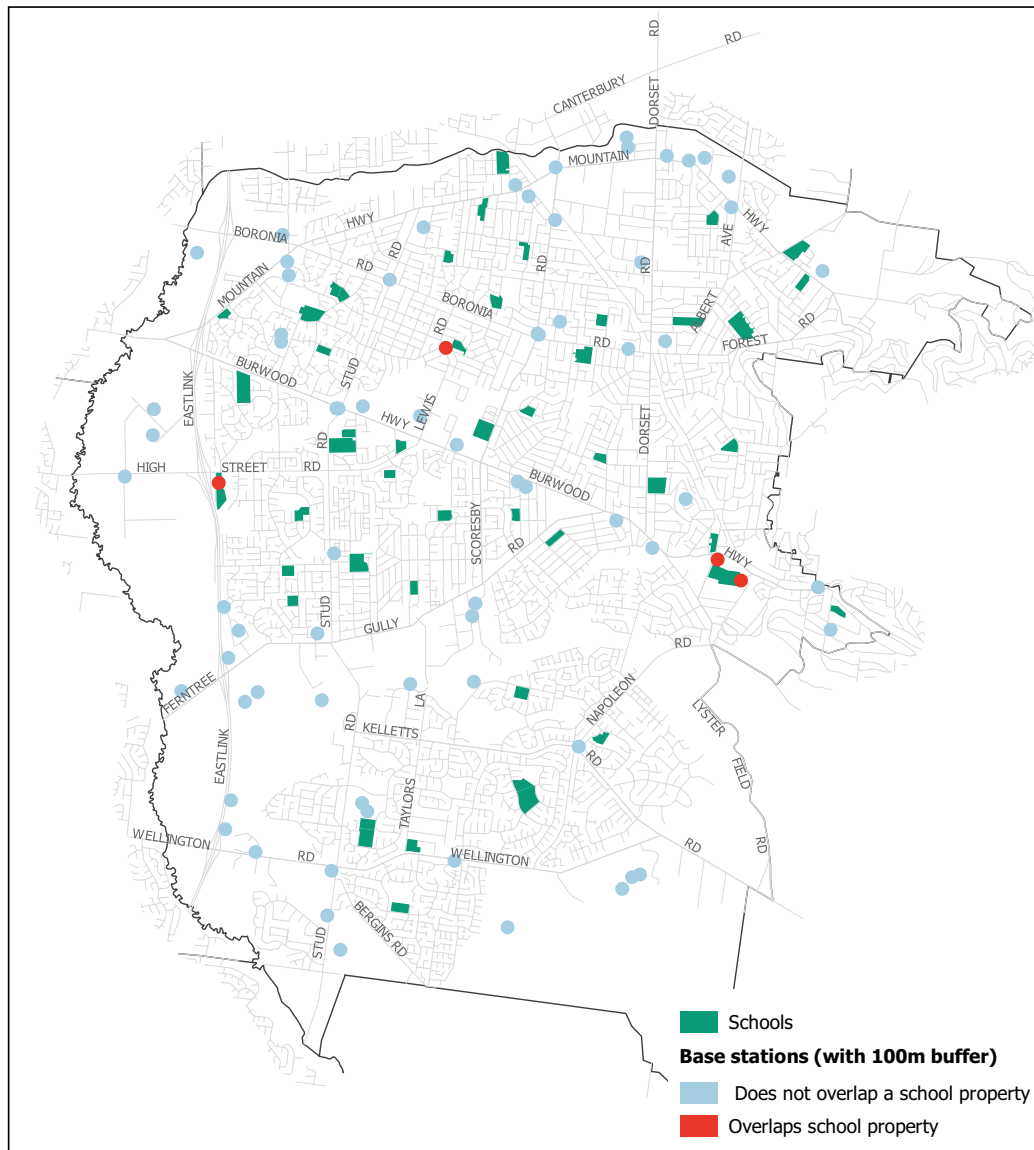 RD
RD
CANTERBURY
DORSET
MOUNTAIN
HWY
BORONIA
RD
HWY
AVE
RD
RD
RD
MOUNTAIN
BORONIA
ALBERT
RD
RD
RD
FOREST
BURWOOD
STUD
EASTLINK
LEWIS
HWY
DORSET
RD
HIGH
STREET
RD
BURWOOD
SCORESBY
RD
HWY
STUD
GULLY
RD
FERNTREE
LA
NAPOLEON
LYSTER
RD
KELLETTS
FIELD
RD
EASTLINK
TAYLORS
WELLINGTON
RD
WELLINGTON
RD
RD
BERGINS RD
STUD
Schools
Base stations (with 100m buffer)
Does not overlap a school property
Overlaps school property